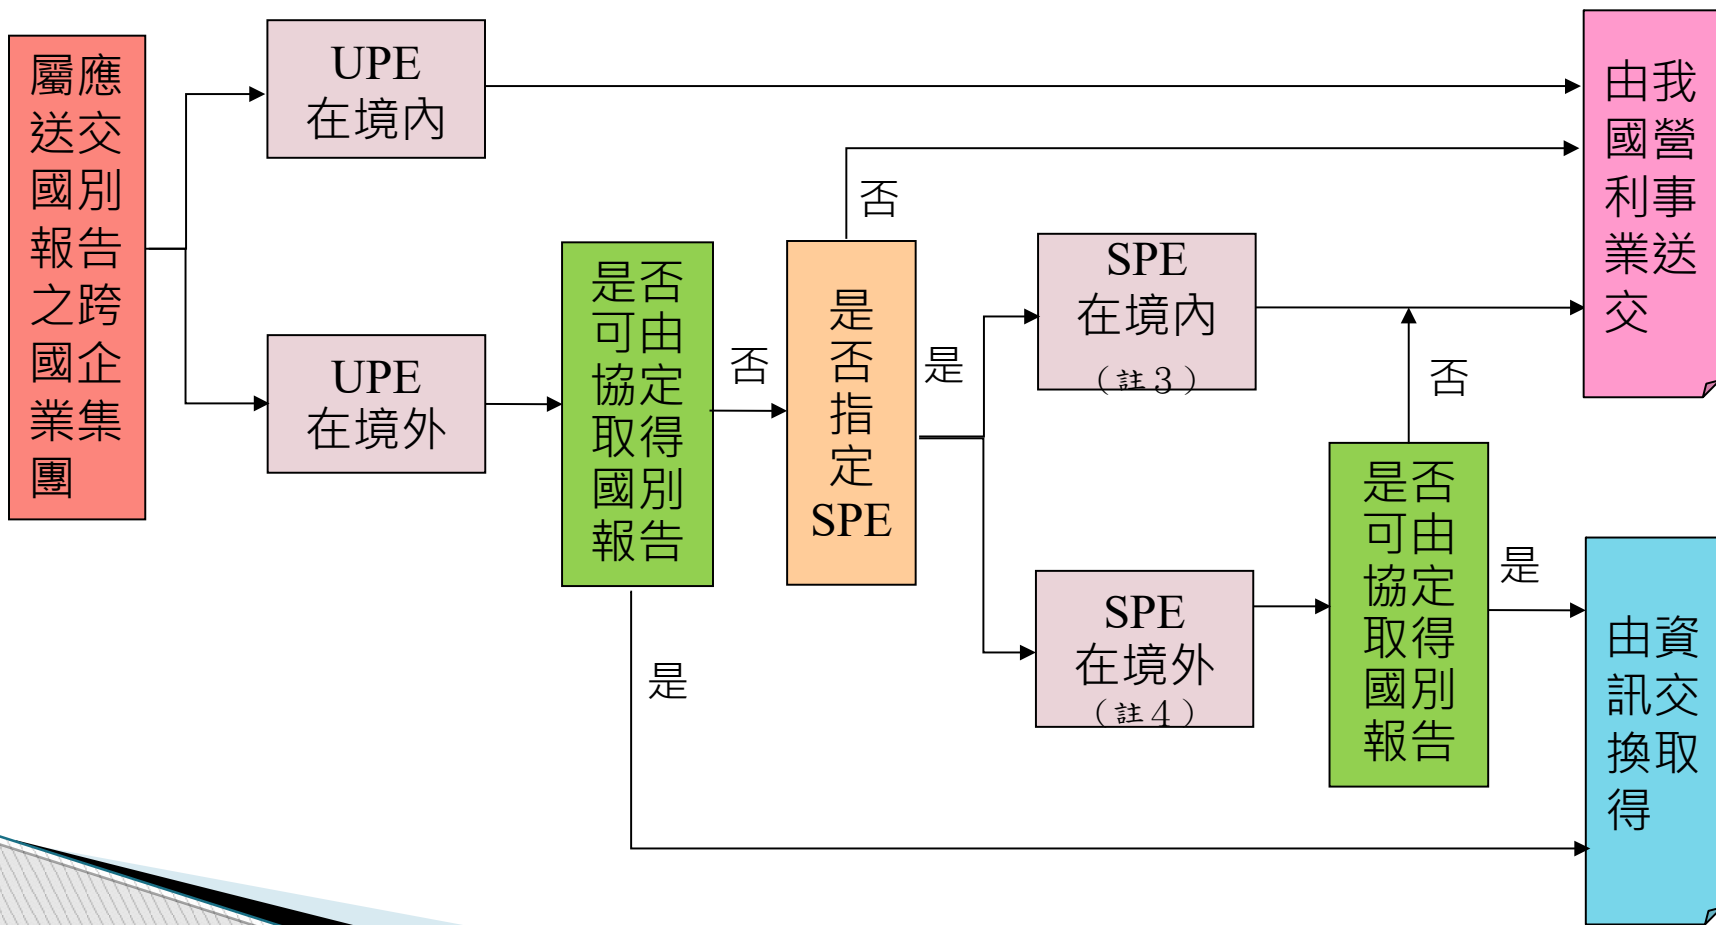 屬應
送交
國別
報告
之跨
國企
業集
團
UPE
在境內
UPE
在境外
是否
可由
協定
取得
國別
報告
否
是
是
否
指
定
SPE
否
是
SPE
在境內
（註3）
SPE
在境外
（註4）
是否
可由
協定
取得
國別
報告
否
是
由我
國營
利事
業送
交
由資
訊交
換取
得